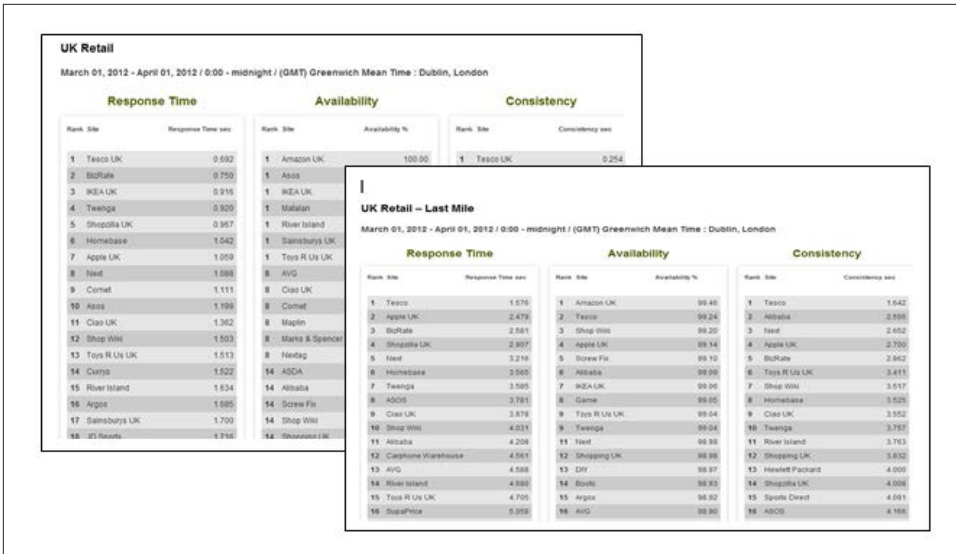 UK Retail
March 01, 2012 - April 01, 2012 / 0:00 - midnight / (GMT) Greenwich Mean Time : Dublin, London
Response Time Availability Consistency
Rank Site Response Time sec Rank Site Availability % Rank Site Consistency sec
1 Tesco UK 0.692 1 Amazon UK 100.00 1 Tesco UK 0.254
2 BizRate 0.750 1 Asos
3 IKEA UK 0.916 1 IKEA UK
4 Twenga 0.920 1 Matalan
5 Shopzilla UK 0.967 1 River Island
6 Homebase 1.042 1 Sainsburys UK
7 Apple UK 1.059 1 Toys R Us UK
8 Next 1.098 8 AVG
9 Comet 1.111 8 Ciao UK
10 Asos 1.199 8 Comet
11 Ciao UK 1.362 8 Maplin
12 Shop Wiki 1.503 8 Marks & Spencer
13 Toys R Us UK 1.513 8 Nextag
14 Currys 1.522 14 ASDA
15 River Island 1.634 14 Alibaba
16 Argos 1.685 14 Screw Fix
17 Sainsburys UK 1.700 14 Shop Wiki
18 JD Sports 1.716 14 Shopping UK
UK Retail – Last Mile
March 01, 2012 - April 01, 2012 / 0:00 - midnight / (GMT) Greenwich Mean Time : Dublin, London
Response Time Availability Consistency
Rank Site Response Time sec Rank Site Availability % Rank Site Consistency sec
1 Tesco 1.576 1 Amazon UK 99.46 1 Tesco 1.642
2 Apple UK 2.479 2 Tesco 99.24 2 Alibaba
3 BizRate 2.581 3 Shop Wiki 99.20 3 Next 2.652
4 Shopzilla UK 2.907 4 Apple UK 99.14 4 Apple UK 2.700
5 Next 3.216 5 Screw Fix 99.10 5 BizRate 2.862
6 Homebase 3.565 6 Alibaba 99.09 6 Toys R Us UK 3.411
7 Twenga 3.595 7 IKEA UK 99.06 7 Shop Wiki 3.517
8 ASOS 3.781 8 Game 99.05 8 Homebase 3.525
9 Ciao UK 3.878 9 Toys R Us UK 99.04 9 Ciao UK 3.552
10 Shop Wiki 4.031 9 Twenga 99.04 10 Twenga 3.757
11 Alibaba 4.208 11 Next 98.99 11 River Island 3.763
12 Carphone Warehouse 4.561 12 Shopping UK 98.98 12 Shopping UK 3.832
13 AVG 4.588 13 DIY 98.97 13 Hewlett Packard 4.000
14 River Island 4.690 14 Boots 98.93 14 Shopzilla UK 4.008
15 Toys R Us UK 4.705 15 Argos 98.92 15 Sports Direct 4.091
16 SupaPrice 5.058 16 AVG 98.90 16 ASOS 4.166